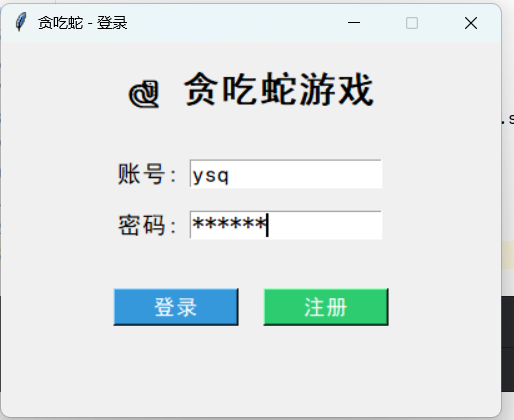 贪吃蛇 - 登录
贪吃蛇游戏
账号: ysq
密码: ******
登录 注册
.s